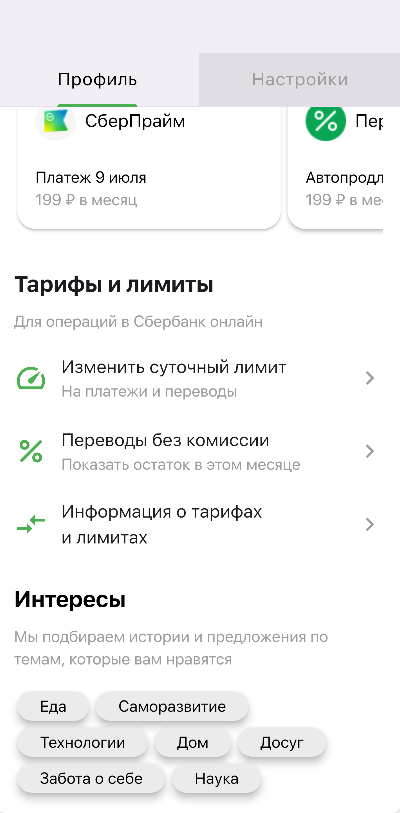 Профиль
Настройки
СберПрайм
Платеж 9 июля
199 ₽ в месяц
Автопродл
199 ₽ в ме
Тарифы и лимиты
Для операций в Сбербанк онлайн
Изменить суточный лимит
На платежи и переводы
Переводы без комиссии
Показать остаток в этом месяце
Информация о тарифах
и лимитах
Интересы
Мы подбираем истории и предложения по
темам, которые вам нравятся
Еда
Саморазвитие
Технологии
Дом
Досуг
Забота о себе
Наука